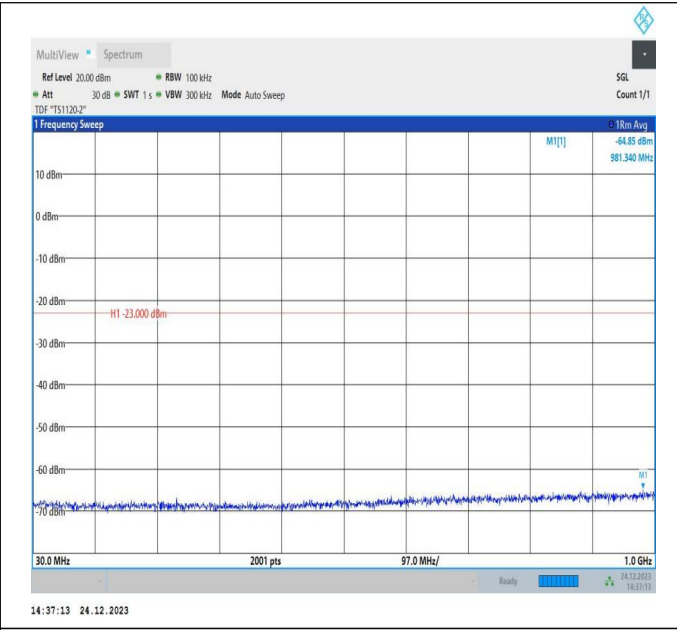 R&S
MultiView Spectrum
Ref Level 20.00 dBm RBW 100 kHz SGL
Att 30 dB SWT 1 s VBW 300 kHz Mode Auto Sweep Count 1/1
TDF "TS1120-2"
1 Frequency Sweep 1Rm Avg
M1[1] -64.85 dBm
981.340 MHz
10 dBm
0 dBm
-10 dBm
-20 dBm
H1 -23.000 dBm
-30 dBm
-40 dBm
-50 dBm
-60 dBm
M1
-70 dBm
30.0 MHz 2001 pts 97.0 MHz/ 1.0 GHz
Ready 24.12.2023
14:37:13
14:37:13 24.12.2023